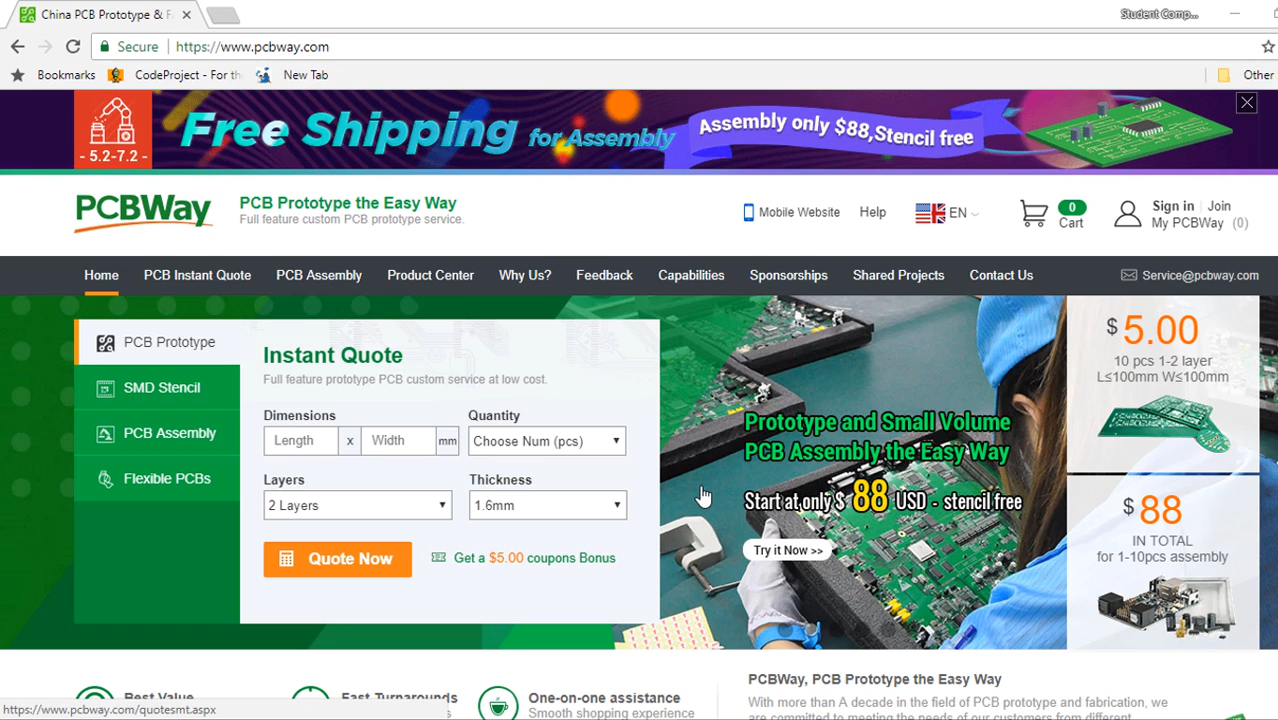 China PCB Prototype & F
Student Comp...
Secure
https://www.pcbway.com
Bookmarks
CodeProject - For th
New Tab
Other
- 5.2-7.2 -
Free Shipping for Assembly
Assembly only $88,Stencil free
PCBWay
PCB Prototype the Easy Way
Full feature custom PCB prototype service.
Mobile Website
Help
EN
0
Cart
Sign in | Join
My PCBWay (0)
Home
PCB Instant Quote
PCB Assembly
Product Center
Why Us?
Feedback
Capabilities
Sponsorships
Shared Projects
Contact Us
Service@pcbway.com
PCB Prototype
SMD Stencil
PCB Assembly
Flexible PCBs
Instant Quote
Full feature prototype PCB custom service at low cost.
Dimensions
Length
x
Width
mm
Quantity
Choose Num (pcs)
Layers
2 Layers
Thickness
1.6mm
Quote Now
Get a $5.00 coupons Bonus
Prototype and Small Volume
PCB Assembly the Easy Way
Start at only $ 88 USD - stencil free
Try it Now >>
$ 5.00
10 pcs 1-2 layer
L≤100mm W≤100mm
$ 88
IN TOTAL
for 1-10pcs assembly
Best Value
Fast Turnarounds
One-on-one assistance
Smooth shopping experience
PCBWay, PCB Prototype the Easy Way
With more than A decade in the field of PCB prototype and fabrication, we
are committed to meeting the needs of our customers from different
https://www.pcbway.com/quotesmt.aspx